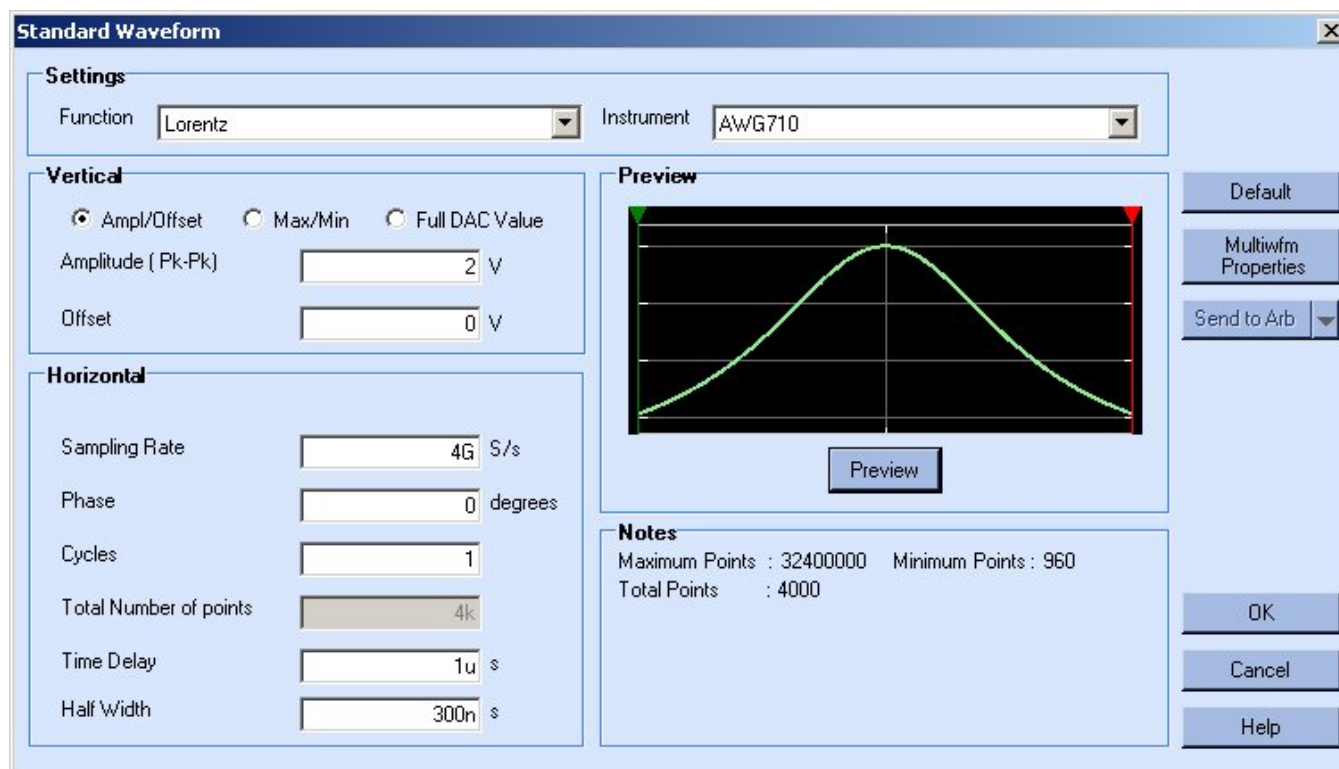 Standard Waveform
Settings
Function Lorentz Instrument AWG710
Vertical
Ampl/Offset Max/Min Full DAC Value
Amplitude ( Pk-Pk) 2 V
Offset 0 V
Horizontal
Sampling Rate 4G S/s
Phase 0 degrees
Cycles 1
Total Number of points 4k
Time Delay 1u s
Half Width 300n s
Preview
Preview
Notes
Maximum Points : 32400000 Minimum Points : 960
Total Points : 4000
Default
Multiwfm
Properties
Send to Arb
OK
Cancel
Help